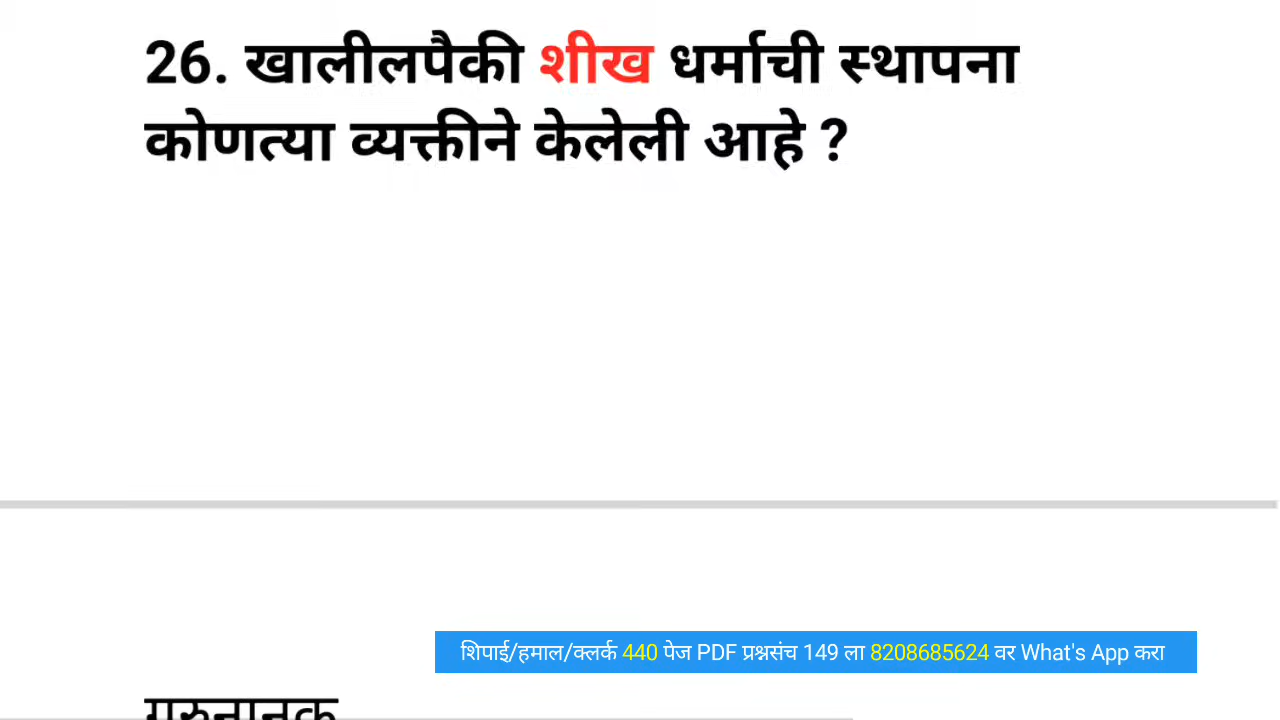 26. खालीलपैकी शीख धर्माची स्थापना
कोणत्या व्यक्तीने केलेली आहे ?
शिपाई/हमाल/क्लर्क 440 पेज PDF प्रश्नसंच 149 ला 8208685624 वर What's App करा
गुरुनानक